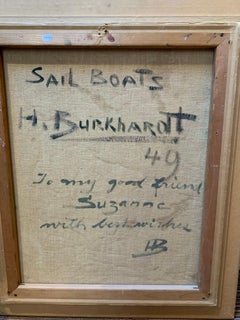 SAIL BOATS
H. BURKHARDT
49
To my good friend
Suzanne
with best wishes
HB